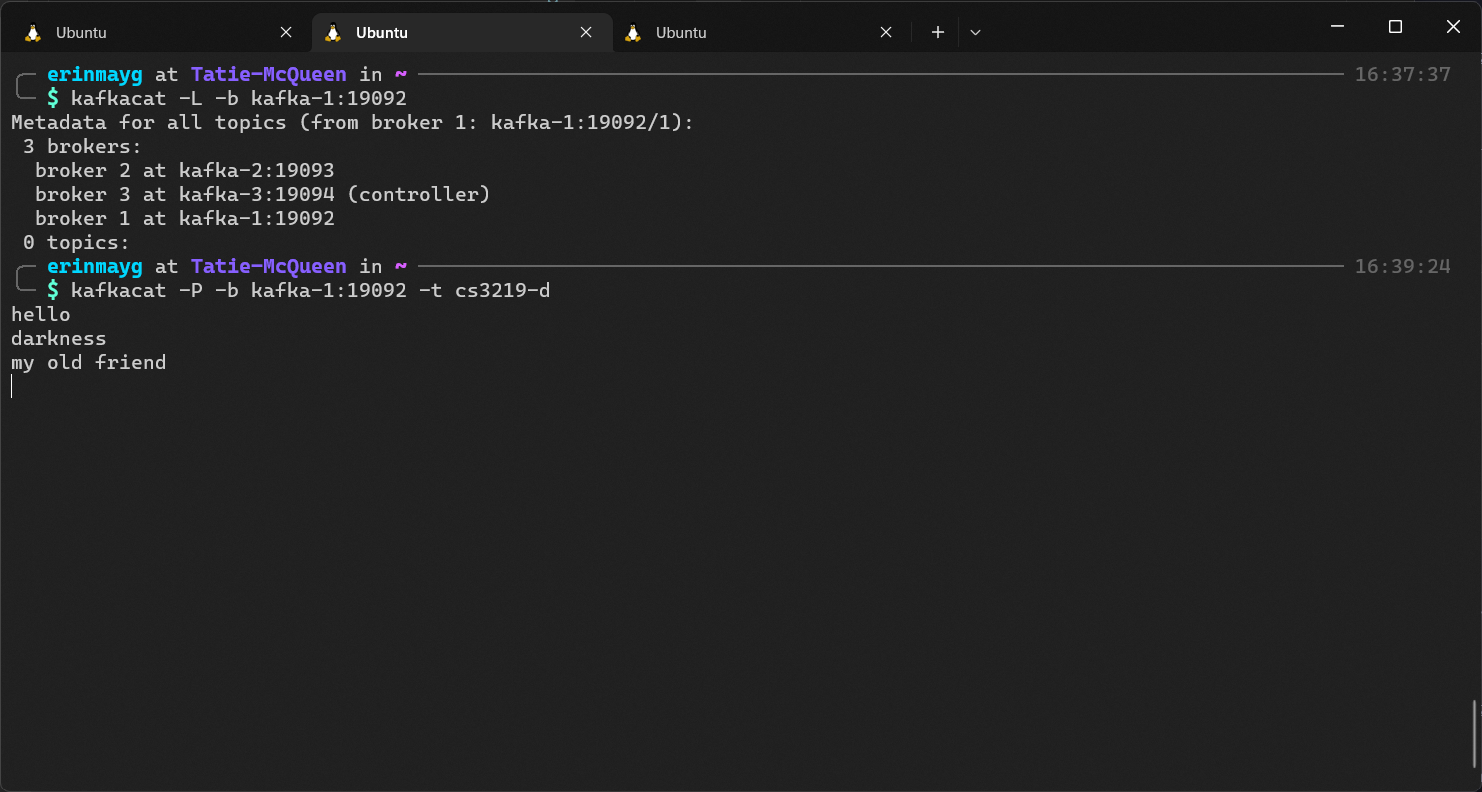 Ubuntu
Ubuntu
Ubuntu
erinmayg at Tatie-McQueen in ~ 16:37:37
$ kafkacat -L -b kafka-1:19092
Metadata for all topics (from broker 1: kafka-1:19092/1):
 3 brokers:
  broker 2 at kafka-2:19093
  broker 3 at kafka-3:19094 (controller)
  broker 1 at kafka-1:19092
 0 topics:
erinmayg at Tatie-McQueen in ~ 16:39:24
$ kafkacat -P -b kafka-1:19092 -t cs3219-d
hello
darkness
my old friend